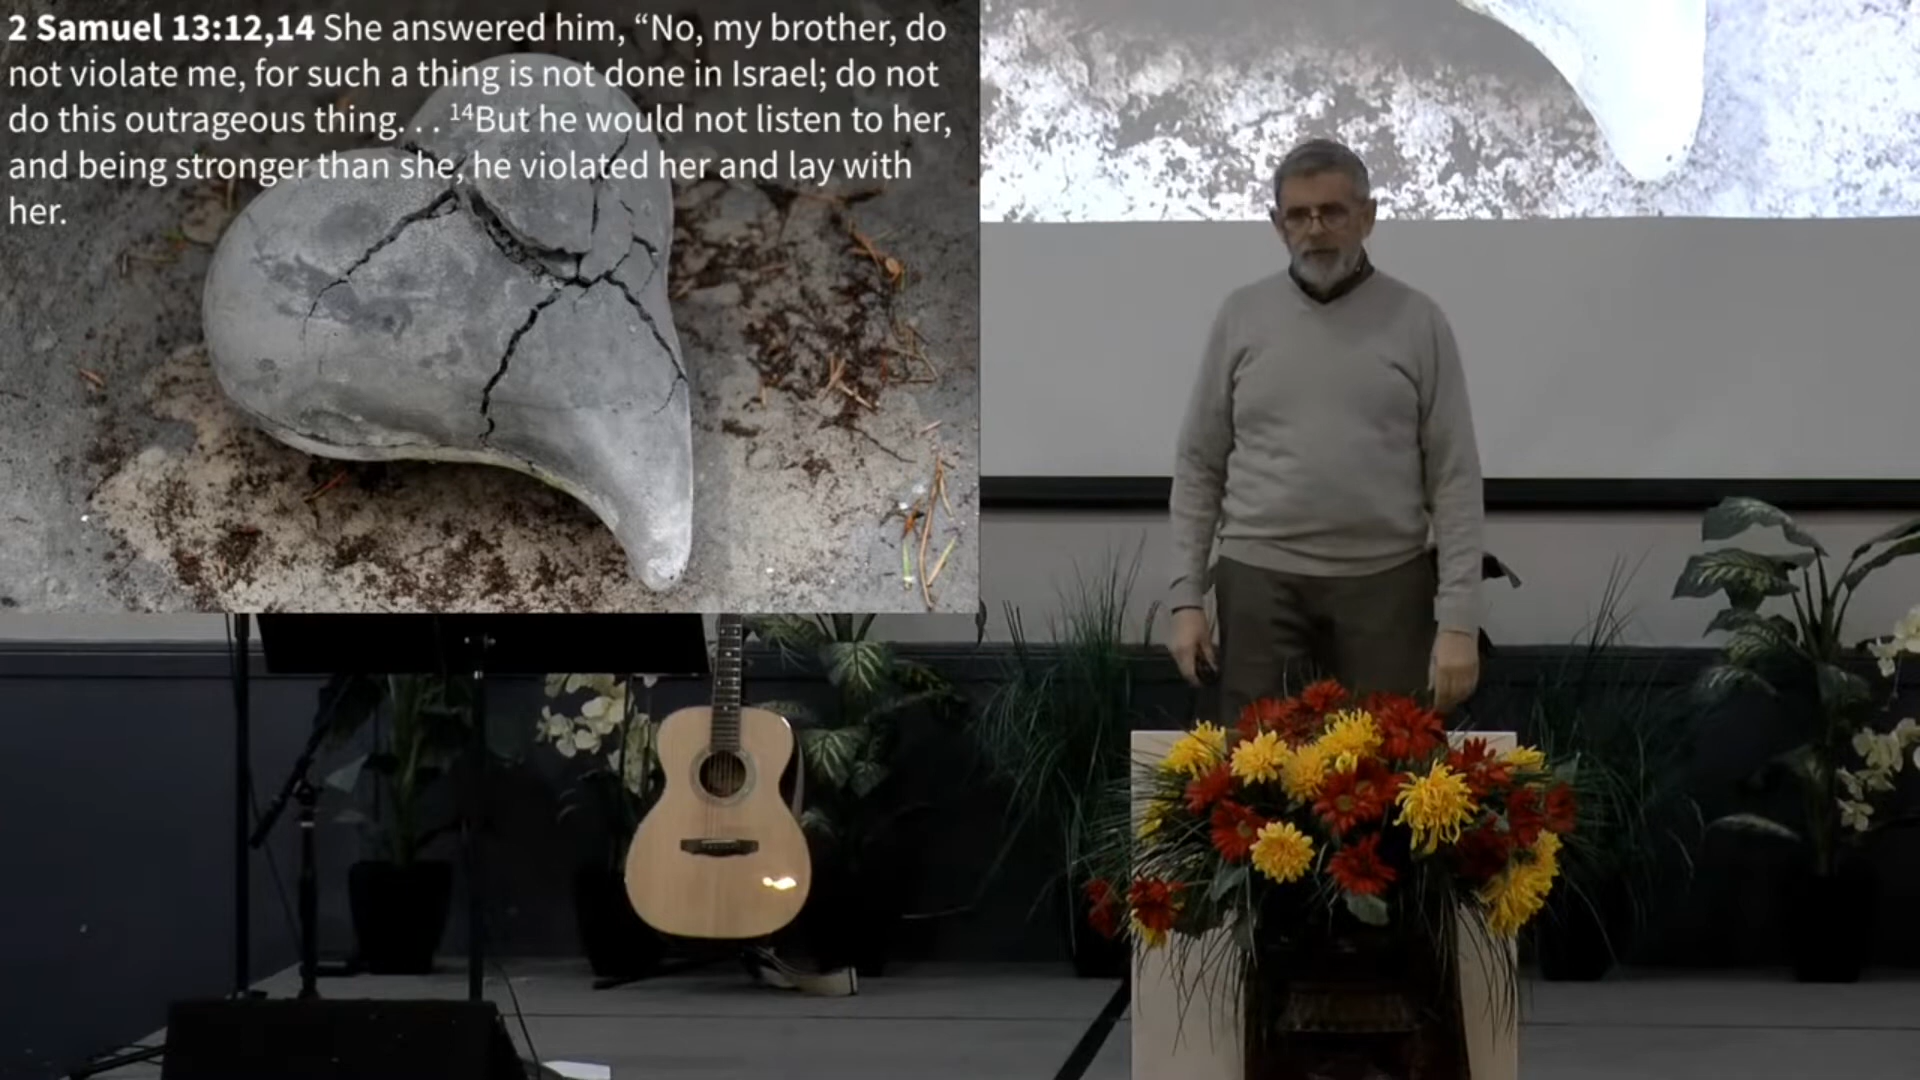 2 Samuel 13:12,14 She answered him, “No, my brother, do
not violate me, for such a thing is not done in Israel; do not
do this outrageous thing. . . ¹⁴But he would not listen to her,
and being stronger than she, he violated her and lay with
her.